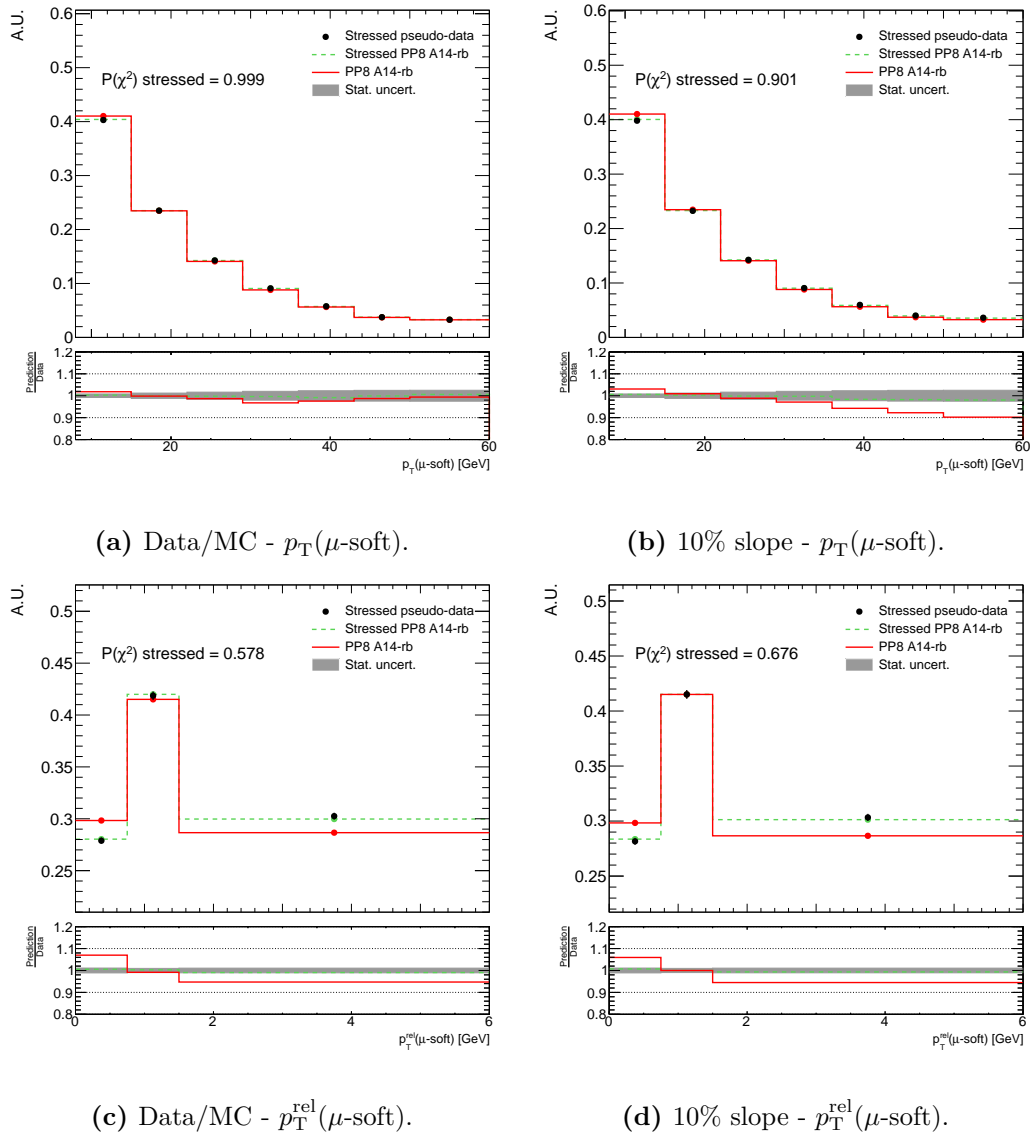 A.U.
0.6
0.5
0.4
0.3
0.2
0.1
0
Stressed pseudo-data
Stressed PP8 A14-rb
PP8 A14-rb
Stat. uncert.
P(χ²) stressed = 0.999
Prediction
Data
1.2
1.1
1
0.9
0.8
20 40 60
p_T(μ-soft) [GeV]
A.U.
0.6
0.5
0.4
0.3
0.2
0.1
0
Stressed pseudo-data
Stressed PP8 A14-rb
PP8 A14-rb
Stat. uncert.
P(χ²) stressed = 0.901
Prediction
Data
1.2
1.1
1
0.9
0.8
20 40 60
p_T(μ-soft) [GeV]
(a) Data/MC - p_T(μ-soft).
(b) 10% slope - p_T(μ-soft).
A.U.
0.5
0.45
0.4
0.35
0.3
0.25
Stressed pseudo-data
Stressed PP8 A14-rb
PP8 A14-rb
Stat. uncert.
P(χ²) stressed = 0.578
Prediction
Data
1.2
1.1
1
0.9
0.8
0 2 4 6
p_T^rel(μ-soft) [GeV]
A.U.
0.5
0.45
0.4
0.35
0.3
0.25
Stressed pseudo-data
Stressed PP8 A14-rb
PP8 A14-rb
Stat. uncert.
P(χ²) stressed = 0.676
Prediction
Data
1.2
1.1
1
0.9
0.8
0 2 4 6
p_T^rel(μ-soft) [GeV]
(c) Data/MC - p_T^rel(μ-soft).
(d) 10% slope - p_T^rel(μ-soft).